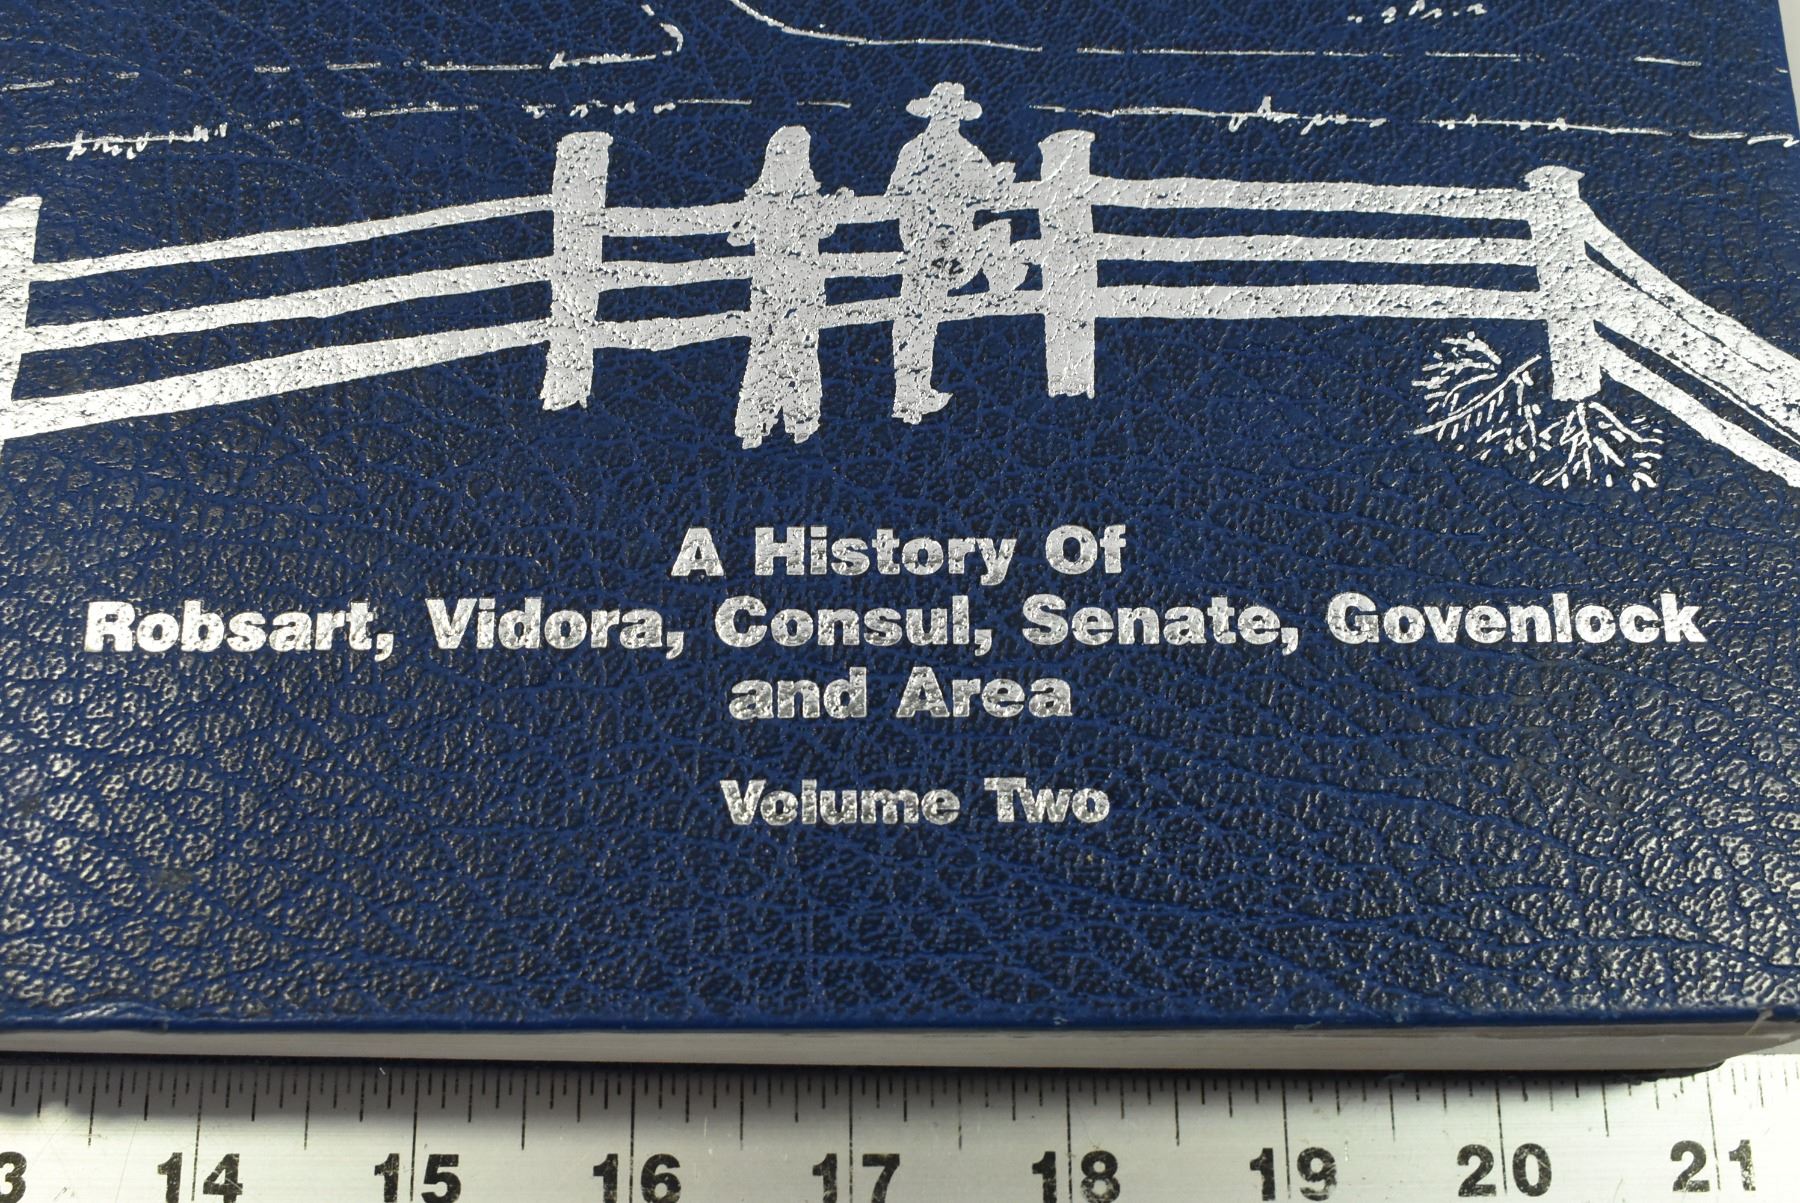 A History Of
Robsart, Vidora, Consul, Senate, Govenlock
and Area
Volume Two
3 14 15 16 17 18 19 20 21